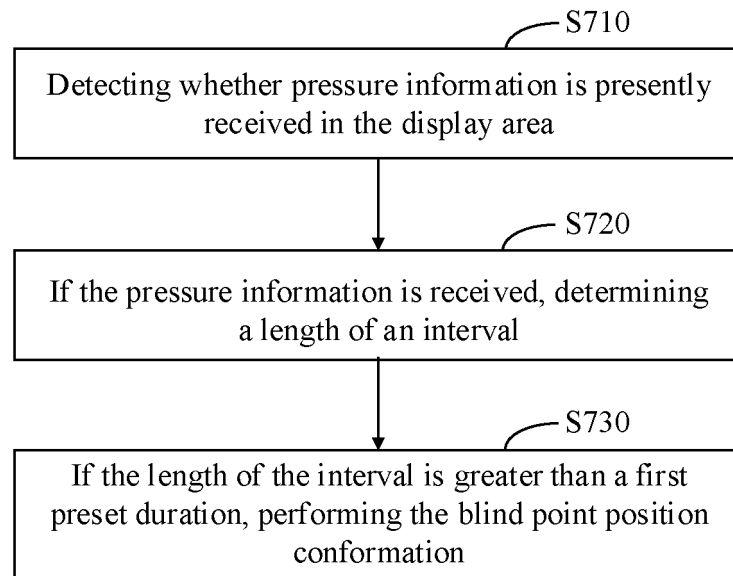 S710
Detecting whether pressure information is presently
received in the display area
S720
If the pressure information is received, determining
a length of an interval
S730
If the length of the interval is greater than a first
preset duration, performing the blind point position
conformation